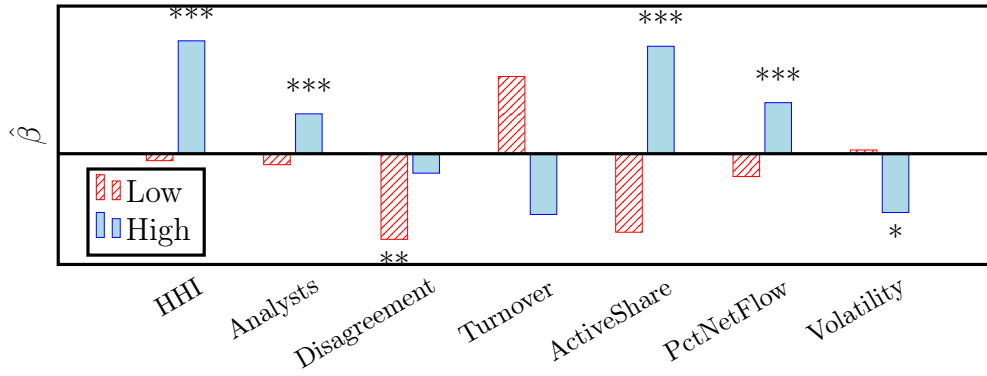 ***
***
***
***
β̂
Low
High
**
*
HHI
Analysts
Disagreement
Turnover
ActiveShare
PctNetFlow
Volatility